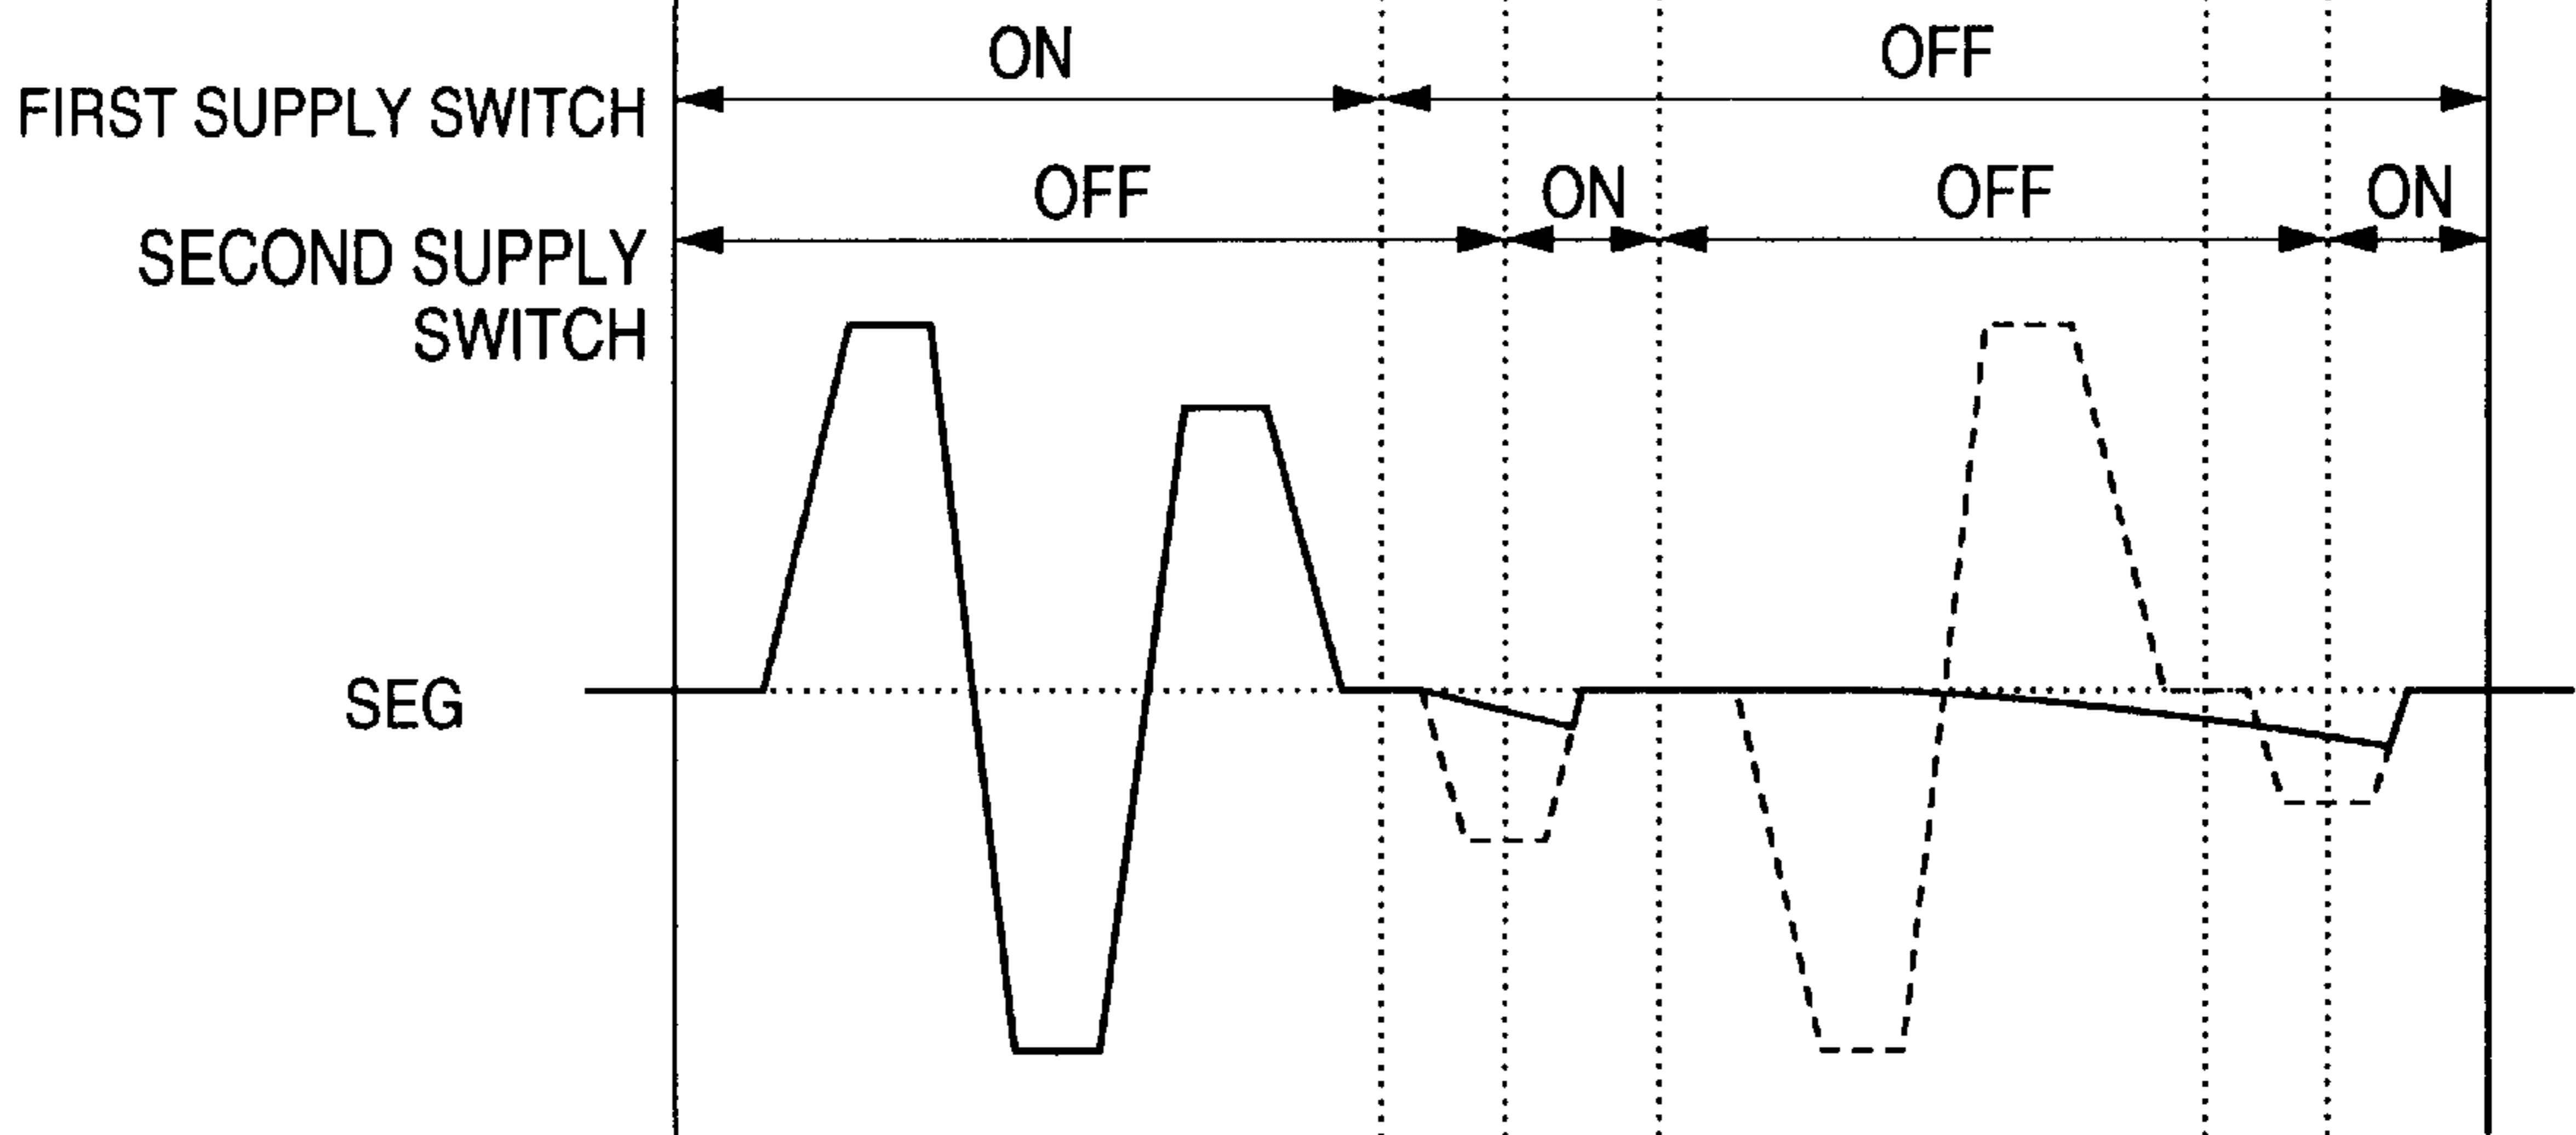 ON OFF
FIRST SUPPLY SWITCH
OFF ON OFF ON
SECOND SUPPLY
SWITCH
SEG